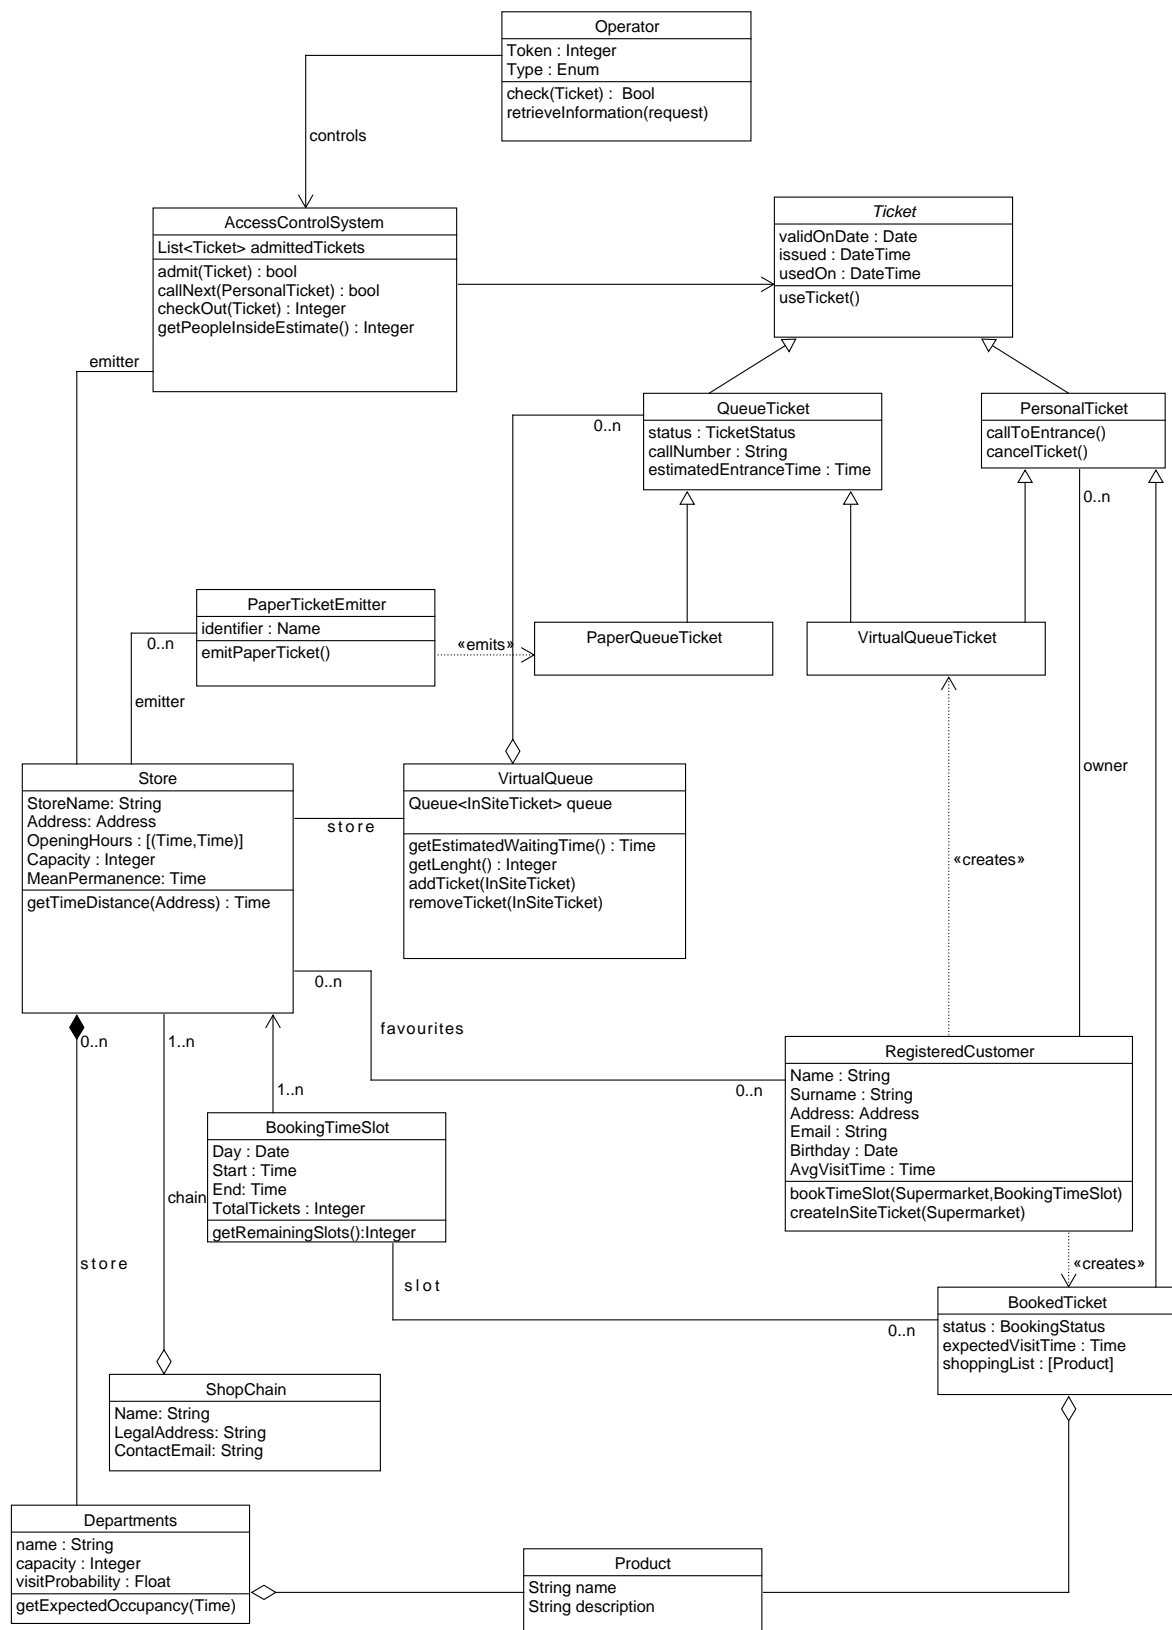 Operator
Token : Integer
Type : Enum
check(Ticket) :  Bool
retrieveInformation(request)
controls
AccessControlSystem
List<Ticket> admittedTickets
admit(Ticket) : bool
callNext(PersonalTicket) : bool
checkOut(Ticket) : Integer
getPeopleInsideEstimate() : Integer
Ticket
validOnDate : Date
issued : DateTime
usedOn : DateTime
useTicket()
emitter
QueueTicket
status : TicketStatus
callNumber : String
estimatedEntranceTime : Time
0..n
PersonalTicket
callToEntrance()
cancelTicket()
0..n
PaperTicketEmitter
identifier : Name
emitPaperTicket()
0..n
emitter
«emits»
PaperQueueTicket
VirtualQueueTicket
Store
StoreName: String
Address: Address
OpeningHours : [(Time,Time)]
Capacity : Integer
MeanPermanence: Time
getTimeDistance(Address) : Time
store
VirtualQueue
Queue<InSiteTicket> queue
getEstimatedWaitingTime() : Time
getLenght() : Integer
addTicket(InSiteTicket)
removeTicket(InSiteTicket)
owner
«creates»
0..n
favourites
0..n
0..n
1..n
1..n
RegisteredCustomer
Name : String
Surname : String
Address: Address
Email : String
Birthday : Date
AvgVisitTime : Time
bookTimeSlot(Supermarket,BookingTimeSlot)
createInSiteTicket(Supermarket)
BookingTimeSlot
Day : Date
Start : Time
End: Time
TotalTickets : Integer
getRemainingSlots():Integer
chain
store
slot
«creates»
0..n
BookedTicket
status : BookingStatus
expectedVisitTime : Time
shoppingList : [Product]
ShopChain
Name: String
LegalAddress: String
ContactEmail: String
Departments
name : String
capacity : Integer
visitProbability : Float
getExpectedOccupancy(Time)
Product
String name
String description